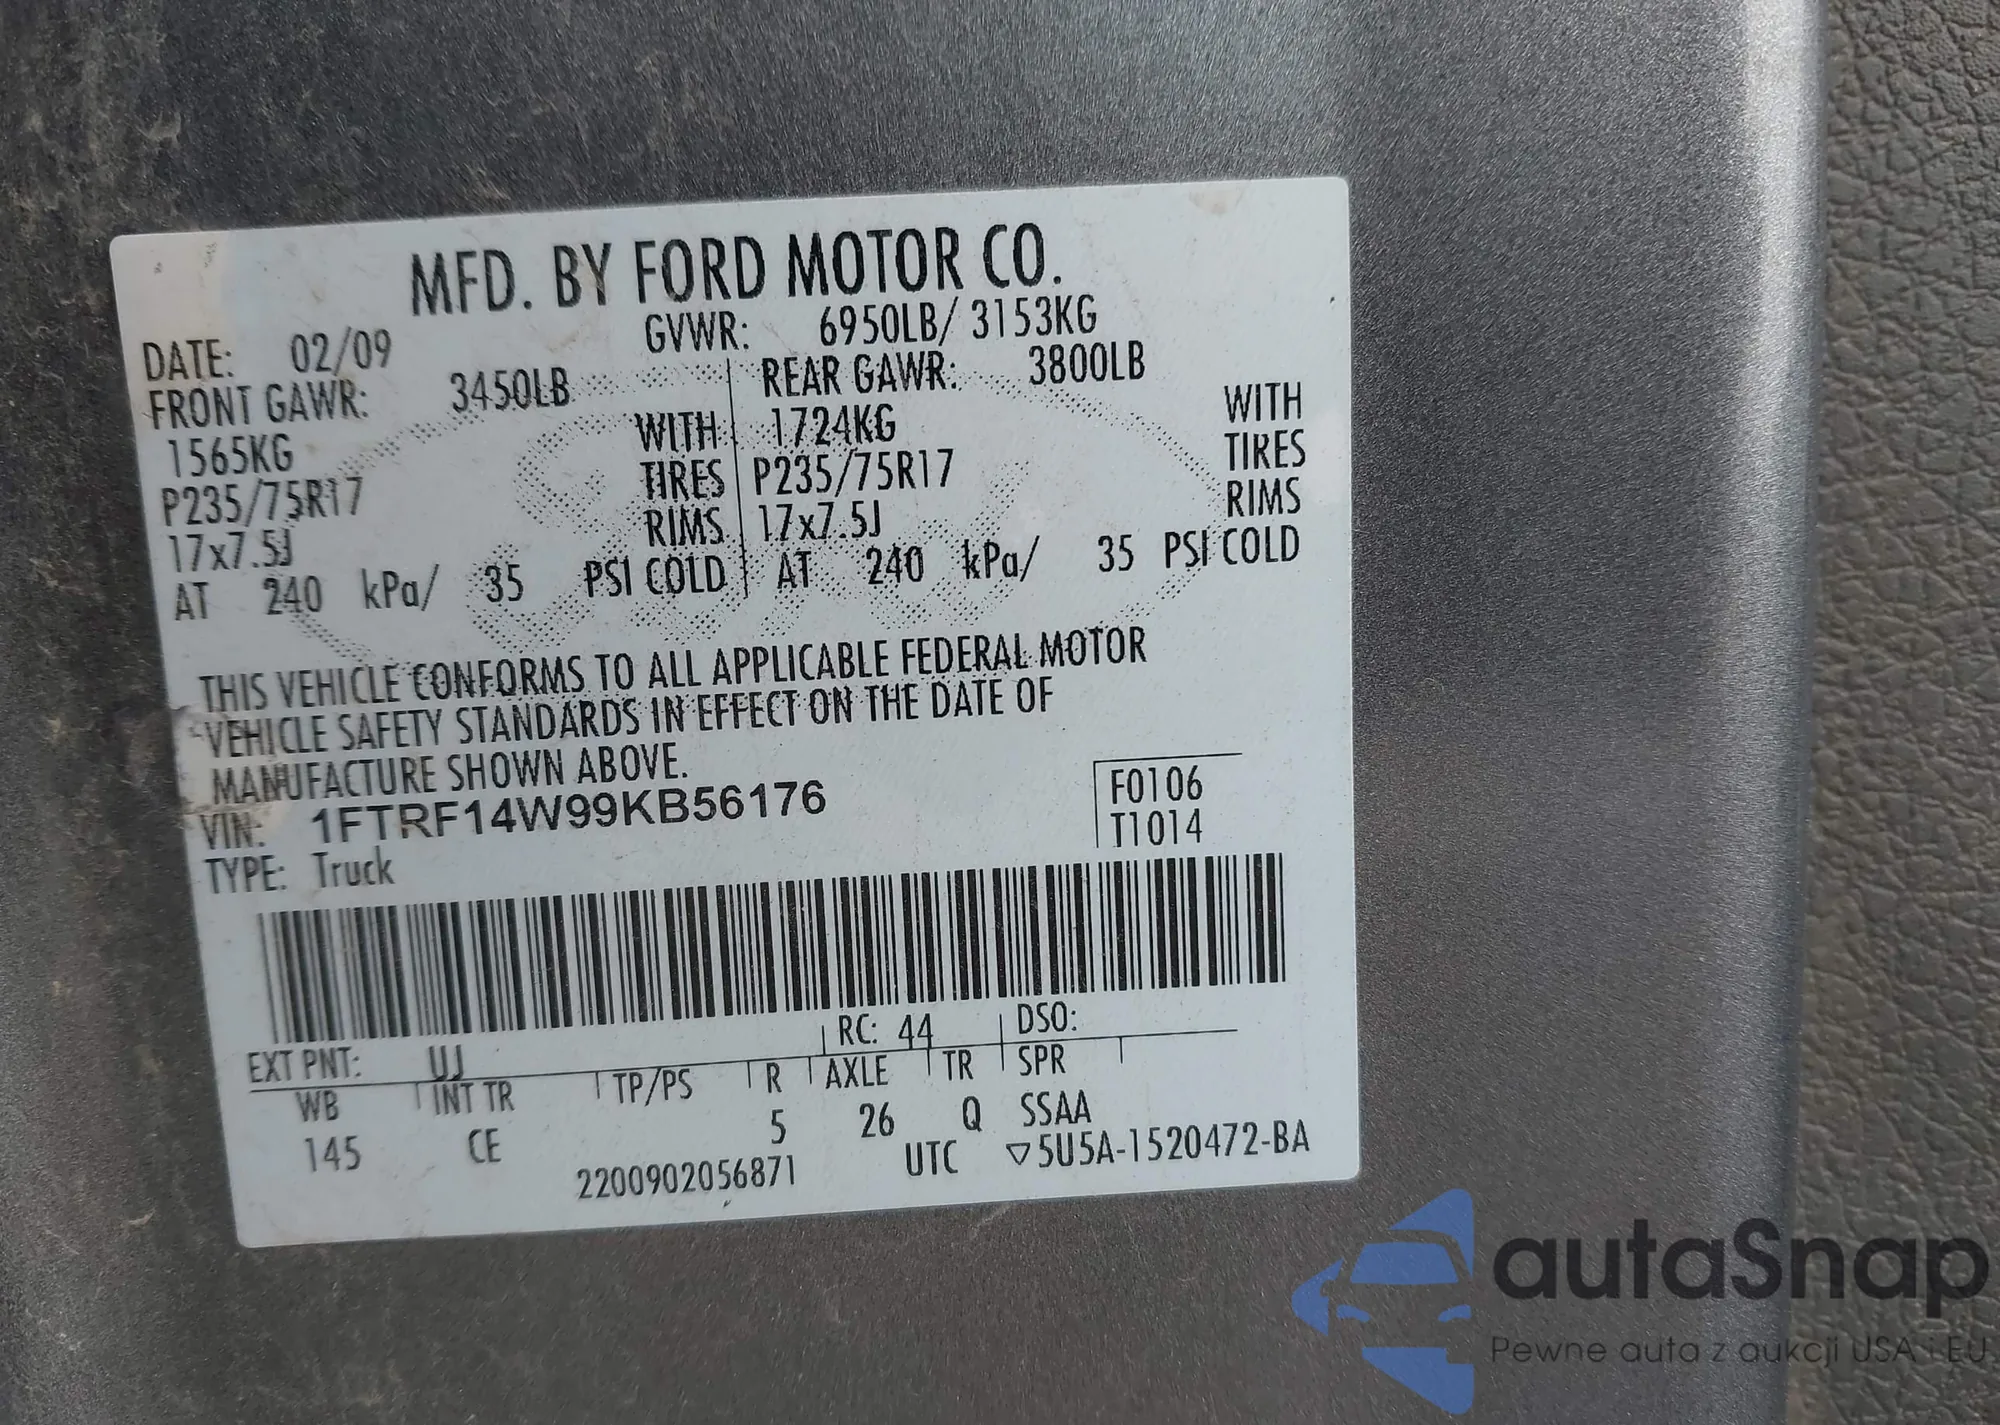 MFD. BY FORD MOTOR CO.
DATE: 02/09 GVWR: 6950LB/ 3153KG
FRONT GAWR: 3450LB REAR GAWR: 3800LB
1565KG WITH 1724KG WITH
P235/75R17 TIRES P235/75R17 TIRES
17x7.5J RIMS 17x7.5J RIMS
AT 240 kPa/ 35 PSI COLD AT 240 kPa/ 35 PSI COLD
THIS VEHICLE CONFORMS TO ALL APPLICABLE FEDERAL MOTOR
VEHICLE SAFETY STANDARDS IN EFFECT ON THE DATE OF
MANUFACTURE SHOWN ABOVE.
VIN: 1FTRF14W99KB56176 F0106
TYPE: Truck T1014
EXT PNT: UJ RC: 44 DSO:
WB INT TR TP/PS R AXLE TR SPR
145 CE 5 26 Q SSAA
2200902056871 UTC ▽5U5A-1520472-BA
autaSnap
Pewne auta z aukcji USA i EU